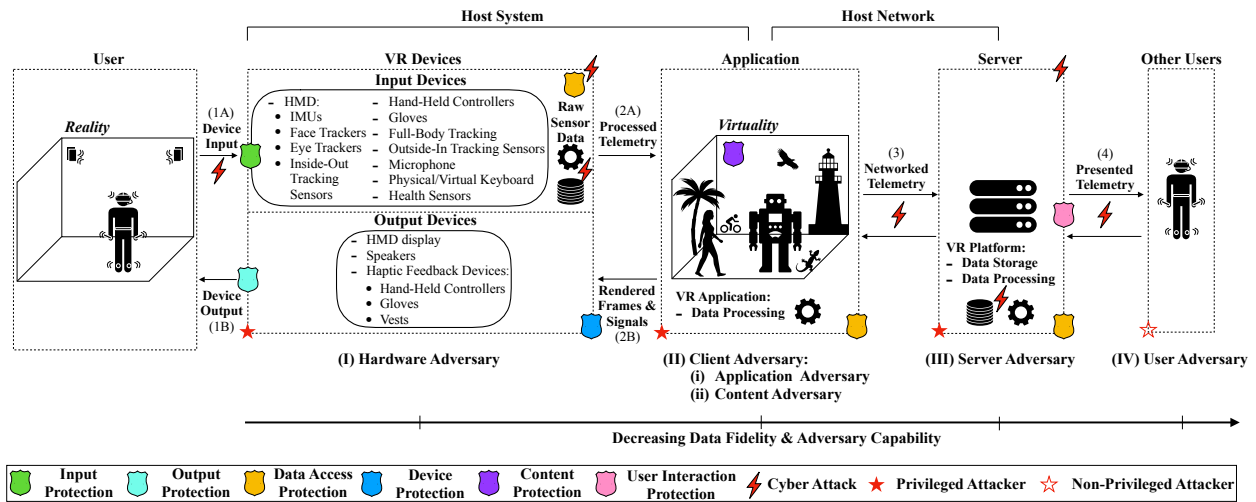 Host System
Host Network
User
VR Devices
Application
Server
Other Users
Input Devices
- HMD:
• IMUs
• Face Trackers
• Eye Trackers
• Inside-Out
Tracking
Sensors
- Hand-Held Controllers
- Gloves
- Full-Body Tracking
- Outside-In Tracking Sensors
- Microphone
- Physical/Virtual Keyboard
- Health Sensors
Raw
Sensor
Data
Reality
(1A)
Device
Input
(2A)
Processed
Telemetry
Virtuality
(3)
Networked
Telemetry
(4)
Presented
Telemetry
Output Devices
- HMD display
- Speakers
- Haptic Feedback Devices:
• Hand-Held Controllers
• Gloves
• Vests
Device
Output
(1B)
Rendered
Frames &
Signals
(2B)
VR Application:
- Data Processing
VR Platform:
- Data Storage
- Data Processing
(I) Hardware Adversary
(II) Client Adversary:
(i) Application Adversary
(ii) Content Adversary
(III) Server Adversary
(IV) User Adversary
Decreasing Data Fidelity & Adversary Capability
Input
Protection
Output
Protection
Data Access
Protection
Device
Protection
Content
Protection
User Interaction
Protection
Cyber Attack
Privileged Attacker
Non-Privileged Attacker